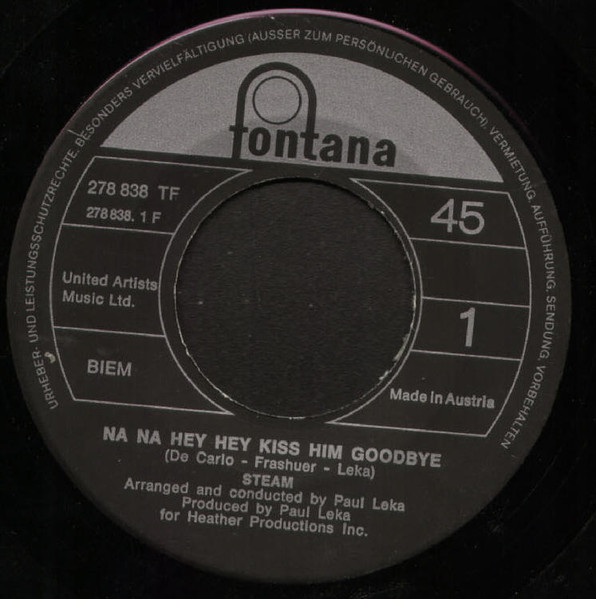 URHEBER- UND LEISTUNGSSCHUTZRECHTE, BESONDERS VERVIELFÄLTIGUNG (AUSSER ZUM PERSÖNLICHEN GEBRAUCH), VERMIETUNG, AUFFÜHRUNG, SENDUNG, VORBEHALTEN
fontana
278 838 TF
278 838. 1 F
45
United Artists
Music Ltd.
1
BIEM
Made in Austria
NA NA HEY HEY KISS HIM GOODBYE
(De Carlo - Frashuer - Leka)
STEAM
Arranged and conducted by Paul Leka
Produced by Paul Leka
for Heather Productions Inc.